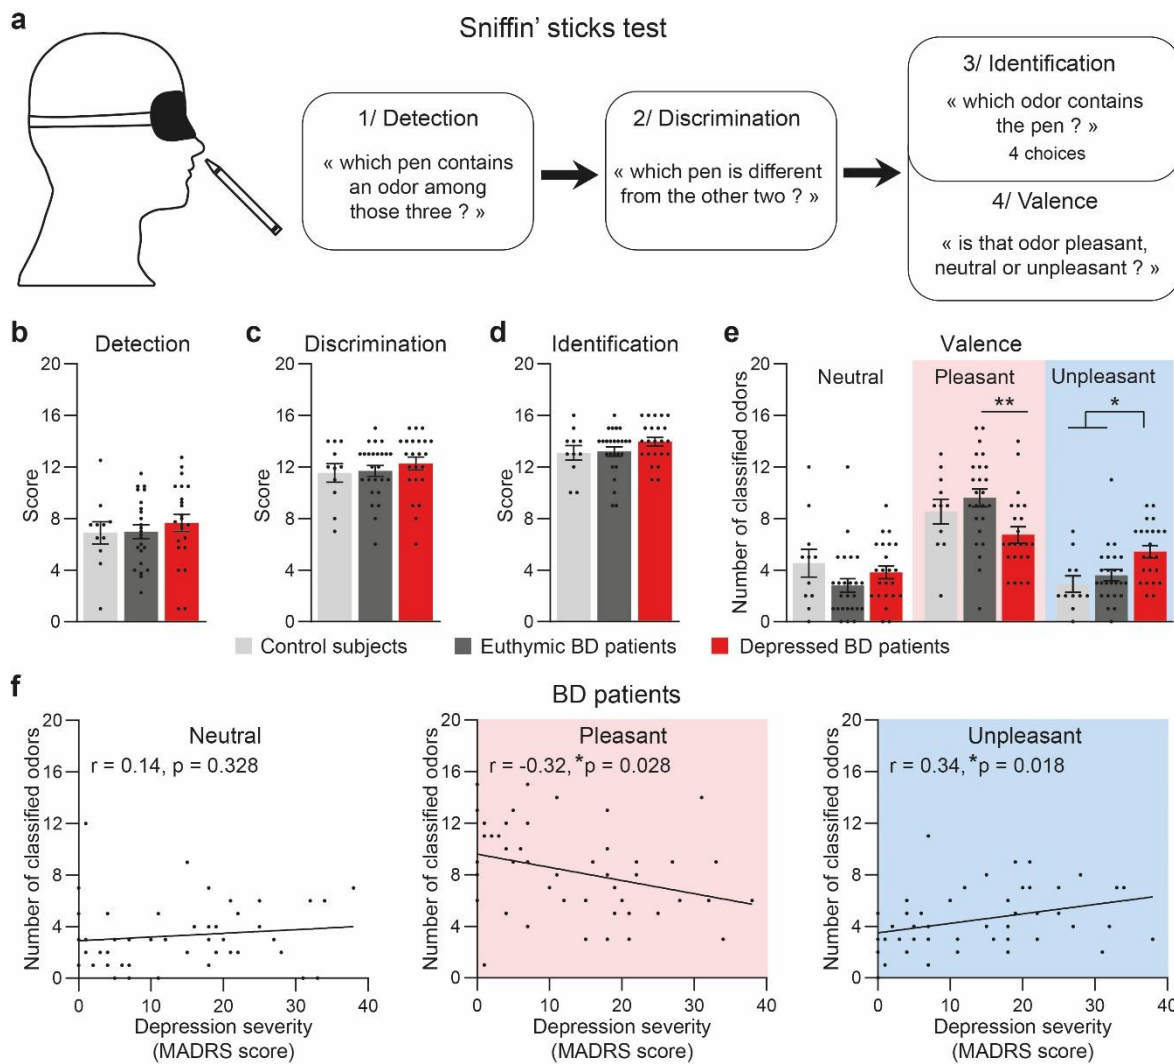 a
Sniffin' sticks test
1/ Detection
« which pen contains
an odor among
those three ? »
2/ Discrimination
« which pen is different
from the other two ? »
3/ Identification
« which odor contains
the pen ? »
4 choices
4/ Valence
« is that odor pleasant,
neutral or unpleasant ? »
b
Detection
Score
20
16
12
8
4
0
c
Discrimination
Score
20
16
12
8
4
0
d
Identification
Score
20
16
12
8
4
0
e
Valence
Number of classified odors
20
16
12
8
4
0
Neutral
Pleasant
Unpleasant
**
*
Control subjects
Euthymic BD patients
Depressed BD patients
f
BD patients
Number of classified odors
20
16
12
8
4
0
Neutral
r = 0.14, p = 0.328
0 10 20 30 40
Depression severity
(MADRS score)
Number of classified odors
20
16
12
8
4
0
Pleasant
r = -0.32, *p = 0.028
0 10 20 30 40
Depression severity
(MADRS score)
Number of classified odors
20
16
12
8
4
0
Unpleasant
r = 0.34, *p = 0.018
0 10 20 30 40
Depression severity
(MADRS score)